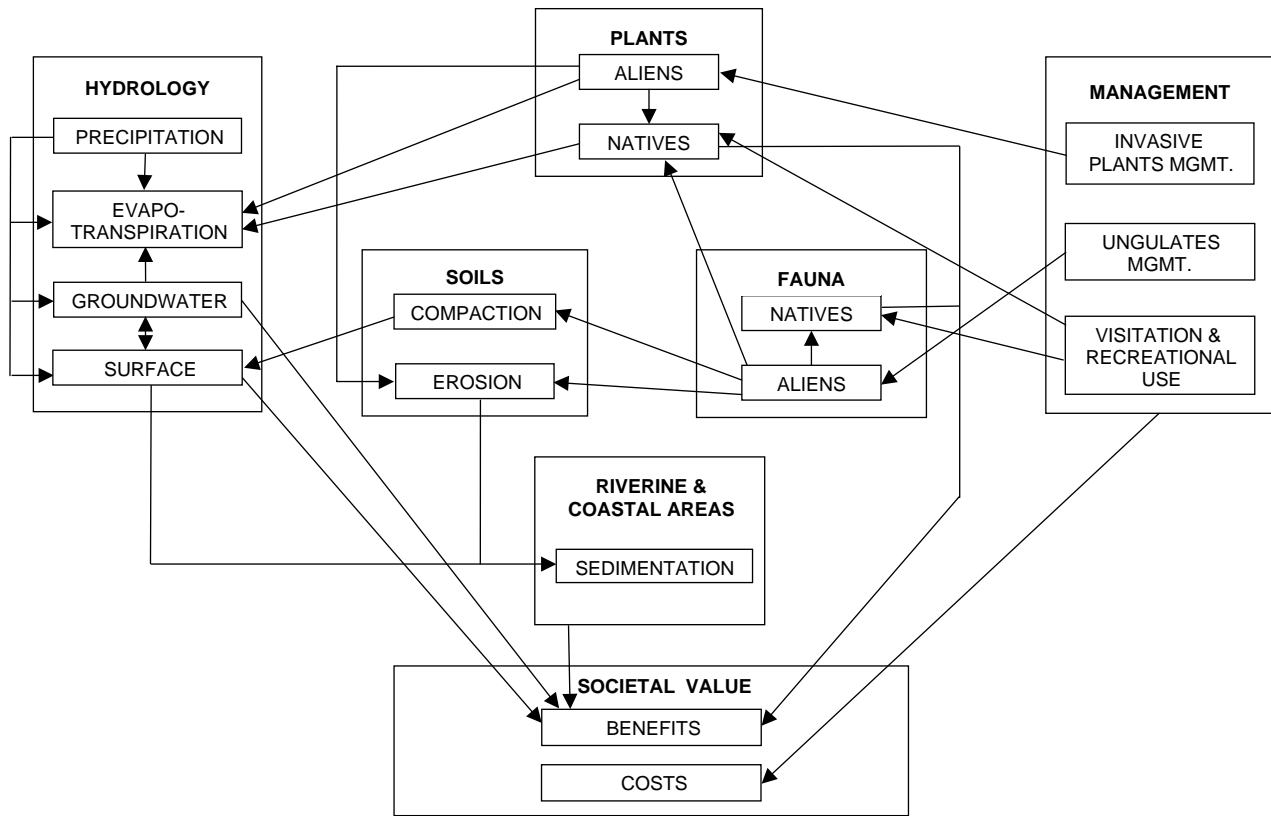 PLANTS
ALIENS
NATIVES
HYDROLOGY
PRECIPITATION
EVAPO-
TRANSPIRATION
GROUNDWATER
SURFACE
MANAGEMENT
INVASIVE
PLANTS MGMT.
UNGULATES
MGMT.
VISITATION &
RECREATIONAL
USE
SOILS
COMPACTION
EROSION
FAUNA
NATIVES
ALIENS
RIVERINE &
COASTAL AREAS
SEDIMENTATION
SOCIETAL VALUE
BENEFITS
COSTS